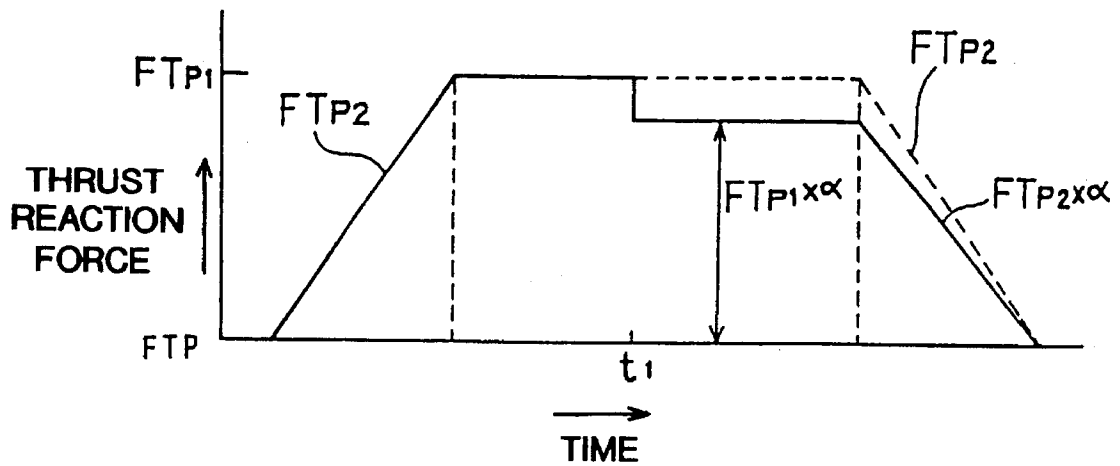 FTP1
FTP2
FTP2
THRUST
REACTION
FORCE
FTP1×α
FTP2×α
FTP
t1
TIME